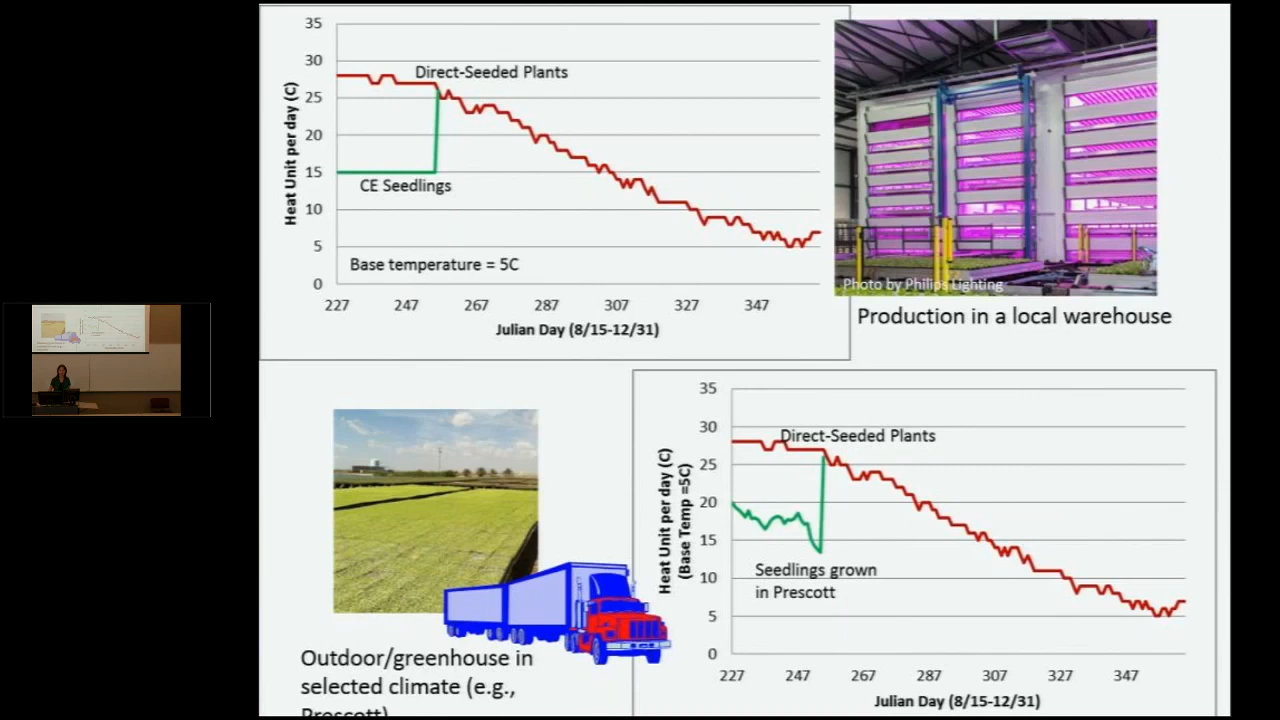 35
30
25
20
15
10
5
0
Heat Unit per day (C)
Direct-Seeded Plants
CE Seedlings
Base temperature = 5C
227 247 267 287 307 327 347
Julian Day (8/15-12/31)
Photo by Philips Lighting
Production in a local warehouse
Outdoor/greenhouse in
selected climate (e.g.,
Prescott)
35
30
25
20
15
10
5
0
Heat Unit per day (C)
(Base Temp =5C)
Direct-Seeded Plants
Seedlings grown
in Prescott
227 247 267 287 307 327 347
Julian Day (8/15-12/31)